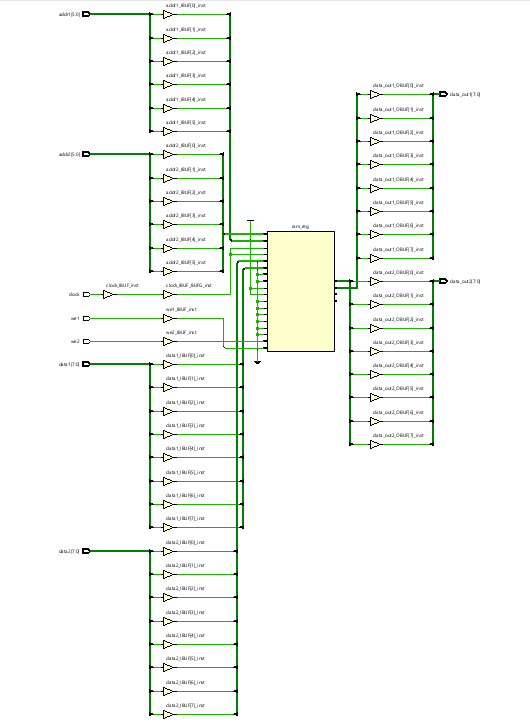 addr1[5:0]
addr1_IBUF[0]_inst
addr1_IBUF[1]_inst
addr1_IBUF[2]_inst
addr1_IBUF[3]_inst
addr1_IBUF[4]_inst
addr1_IBUF[5]_inst
addr2[5:0]
addr2_IBUF[0]_inst
addr2_IBUF[1]_inst
addr2_IBUF[2]_inst
addr2_IBUF[3]_inst
addr2_IBUF[4]_inst
addr2_IBUF[5]_inst
clock
clock_IBUF_inst
clock_IBUF_BUFG_inst
we1
we1_IBUF_inst
we2
we2_IBUF_inst
data1[7:0]
data1_IBUF[0]_inst
data1_IBUF[1]_inst
data1_IBUF[2]_inst
data1_IBUF[3]_inst
data1_IBUF[4]_inst
data1_IBUF[5]_inst
data1_IBUF[6]_inst
data1_IBUF[7]_inst
data2[7:0]
data2_IBUF[0]_inst
data2_IBUF[1]_inst
data2_IBUF[2]_inst
data2_IBUF[3]_inst
data2_IBUF[4]_inst
data2_IBUF[5]_inst
data2_IBUF[6]_inst
data2_IBUF[7]_inst
ram_reg
data_out1_OBUF[0]_inst
data_out1_OBUF[1]_inst
data_out1_OBUF[2]_inst
data_out1_OBUF[3]_inst
data_out1_OBUF[4]_inst
data_out1_OBUF[5]_inst
data_out1_OBUF[6]_inst
data_out1_OBUF[7]_inst
data_out1[7:0]
data_out2_OBUF[0]_inst
data_out2_OBUF[1]_inst
data_out2_OBUF[2]_inst
data_out2_OBUF[3]_inst
data_out2_OBUF[4]_inst
data_out2_OBUF[5]_inst
data_out2_OBUF[6]_inst
data_out2_OBUF[7]_inst
data_out2[7:0]